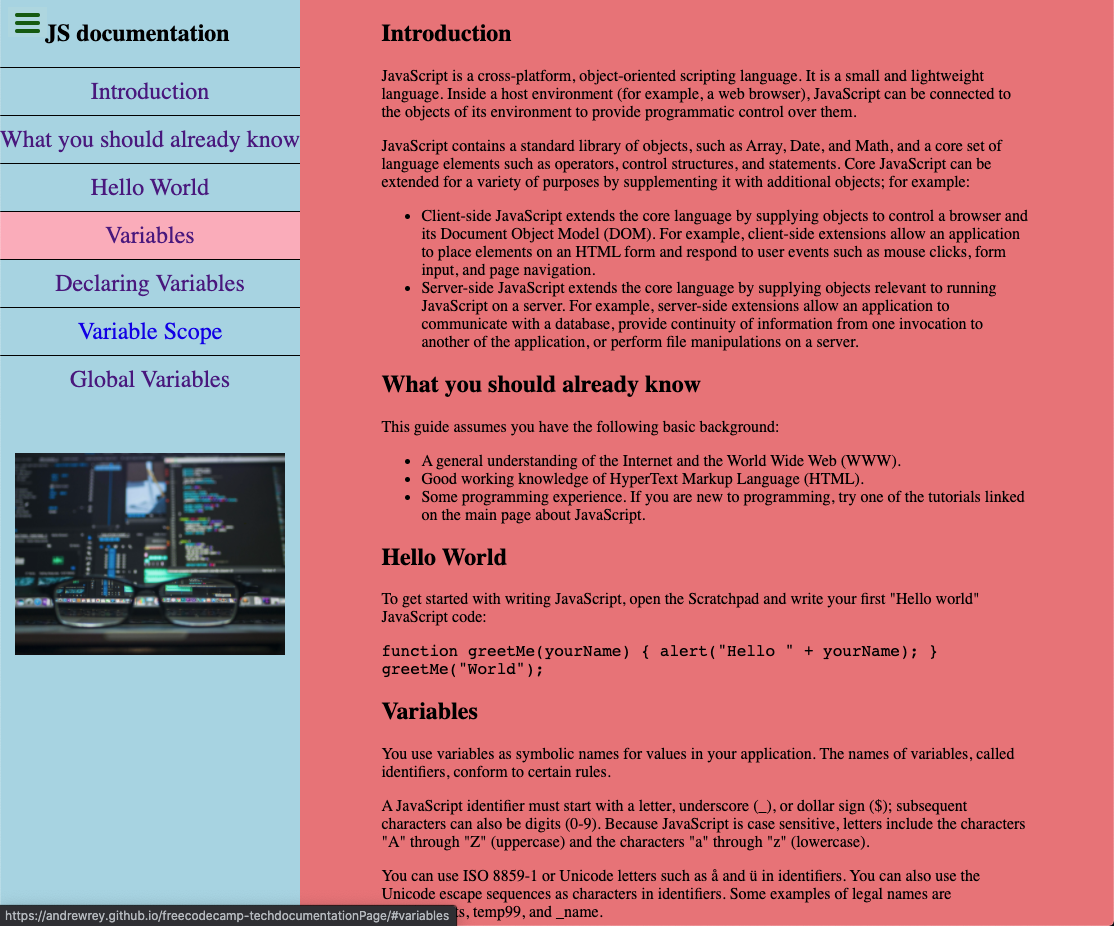 JS documentation
Introduction
What you should already know
Hello World
Variables
Declaring Variables
Variable Scope
Global Variables
Introduction
JavaScript is a cross-platform, object-oriented scripting language. It is a small and lightweight
language. Inside a host environment (for example, a web browser), JavaScript can be connected to
the objects of its environment to provide programmatic control over them.
JavaScript contains a standard library of objects, such as Array, Date, and Math, and a core set of
language elements such as operators, control structures, and statements. Core JavaScript can be
extended for a variety of purposes by supplementing it with additional objects; for example:
• Client-side JavaScript extends the core language by supplying objects to control a browser and
its Document Object Model (DOM). For example, client-side extensions allow an application
to place elements on an HTML form and respond to user events such as mouse clicks, form
input, and page navigation.
• Server-side JavaScript extends the core language by supplying objects relevant to running
JavaScript on a server. For example, server-side extensions allow an application to
communicate with a database, provide continuity of information from one invocation to
another of the application, or perform file manipulations on a server.
What you should already know
This guide assumes you have the following basic background:
• A general understanding of the Internet and the World Wide Web (WWW).
• Good working knowledge of HyperText Markup Language (HTML).
• Some programming experience. If you are new to programming, try one of the tutorials linked
on the main page about JavaScript.
Hello World
To get started with writing JavaScript, open the Scratchpad and write your first "Hello world"
JavaScript code:
function greetMe(yourName) { alert("Hello " + yourName); }
greetMe("World");
Variables
You use variables as symbolic names for values in your application. The names of variables, called
identifiers, conform to certain rules.
A JavaScript identifier must start with a letter, underscore (_), or dollar sign ($); subsequent
characters can also be digits (0-9). Because JavaScript is case sensitive, letters include the characters
"A" through "Z" (uppercase) and the characters "a" through "z" (lowercase).
You can use ISO 8859-1 or Unicode letters such as å and ü in identifiers. You can also use the
Unicode escape sequences as characters in identifiers. Some examples of legal names are
ts, temp99, and _name.
https://andrewrey.github.io/freecodecamp-techdocumentationPage/#variables